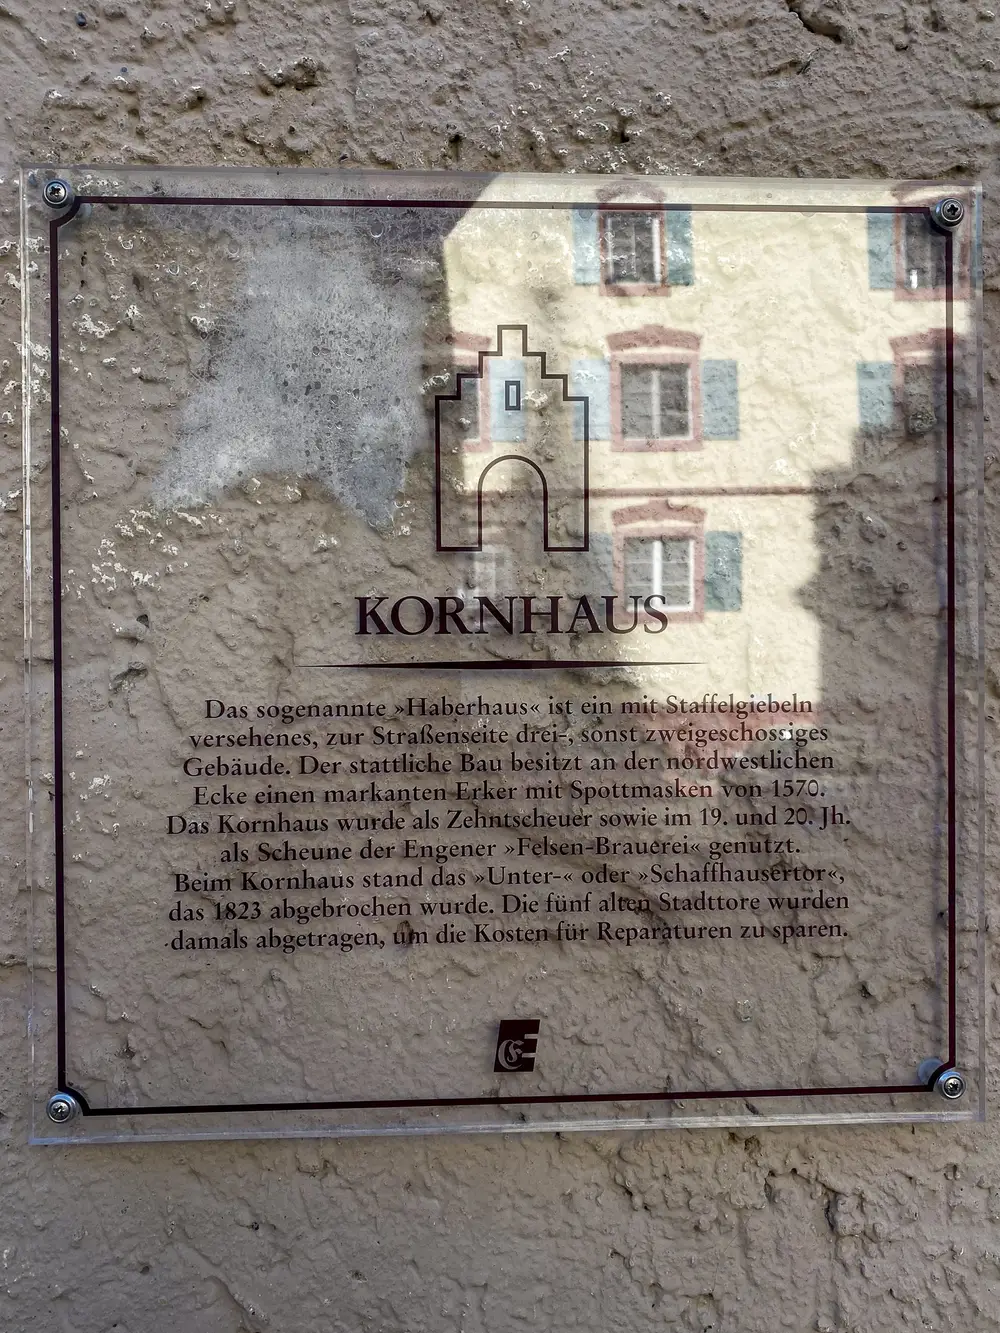 KORNHAUS
Das sogenannte »Haberhaus« ist ein mit Staffelgiebeln
versehenes, zur Straßenseite drei-, sonst zweigeschossiges
Gebäude. Der stattliche Bau besitzt an der nordwestlichen
Ecke einen markanten Erker mit Spottmasken von 1570.
Das Kornhaus wurde als Zehntscheuer sowie im 19. und 20. Jh.
als Scheune der Engener »Felsen-Brauerei« genutzt.
Beim Kornhaus stand das »Unter-« oder »Schaffhausertor«,
das 1823 abgebrochen wurde. Die fünf alten Stadttore wurden
damals abgetragen, um die Kosten für Reparaturen zu sparen.
E